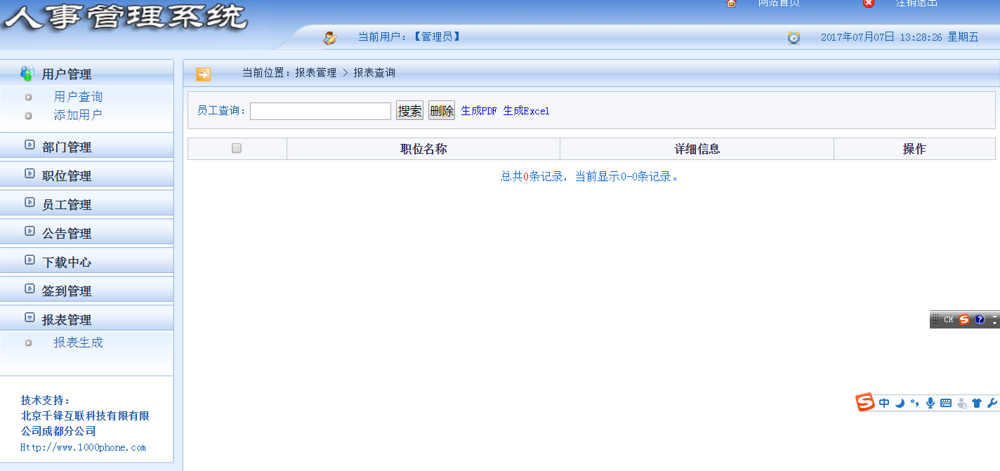 人事管理系统
网站首页 注销退出
当前用户：【管理员】 2017年07月07日 13:28:26 星期五
用户管理
用户查询
添加用户
部门管理
职位管理
员工管理
公告管理
下载中心
签到管理
报表管理
报表生成
技术支持：
北京千锋互联科技有限有限
公司成都分公司
Http://www.1000phone.com
当前位置：报表管理 > 报表查询
员工查询： 搜索 删除 生成PDF 生成Excel
职位名称 详细信息 操作
总共0条记录，当前显示0-0条记录。
CH S ?
S 中